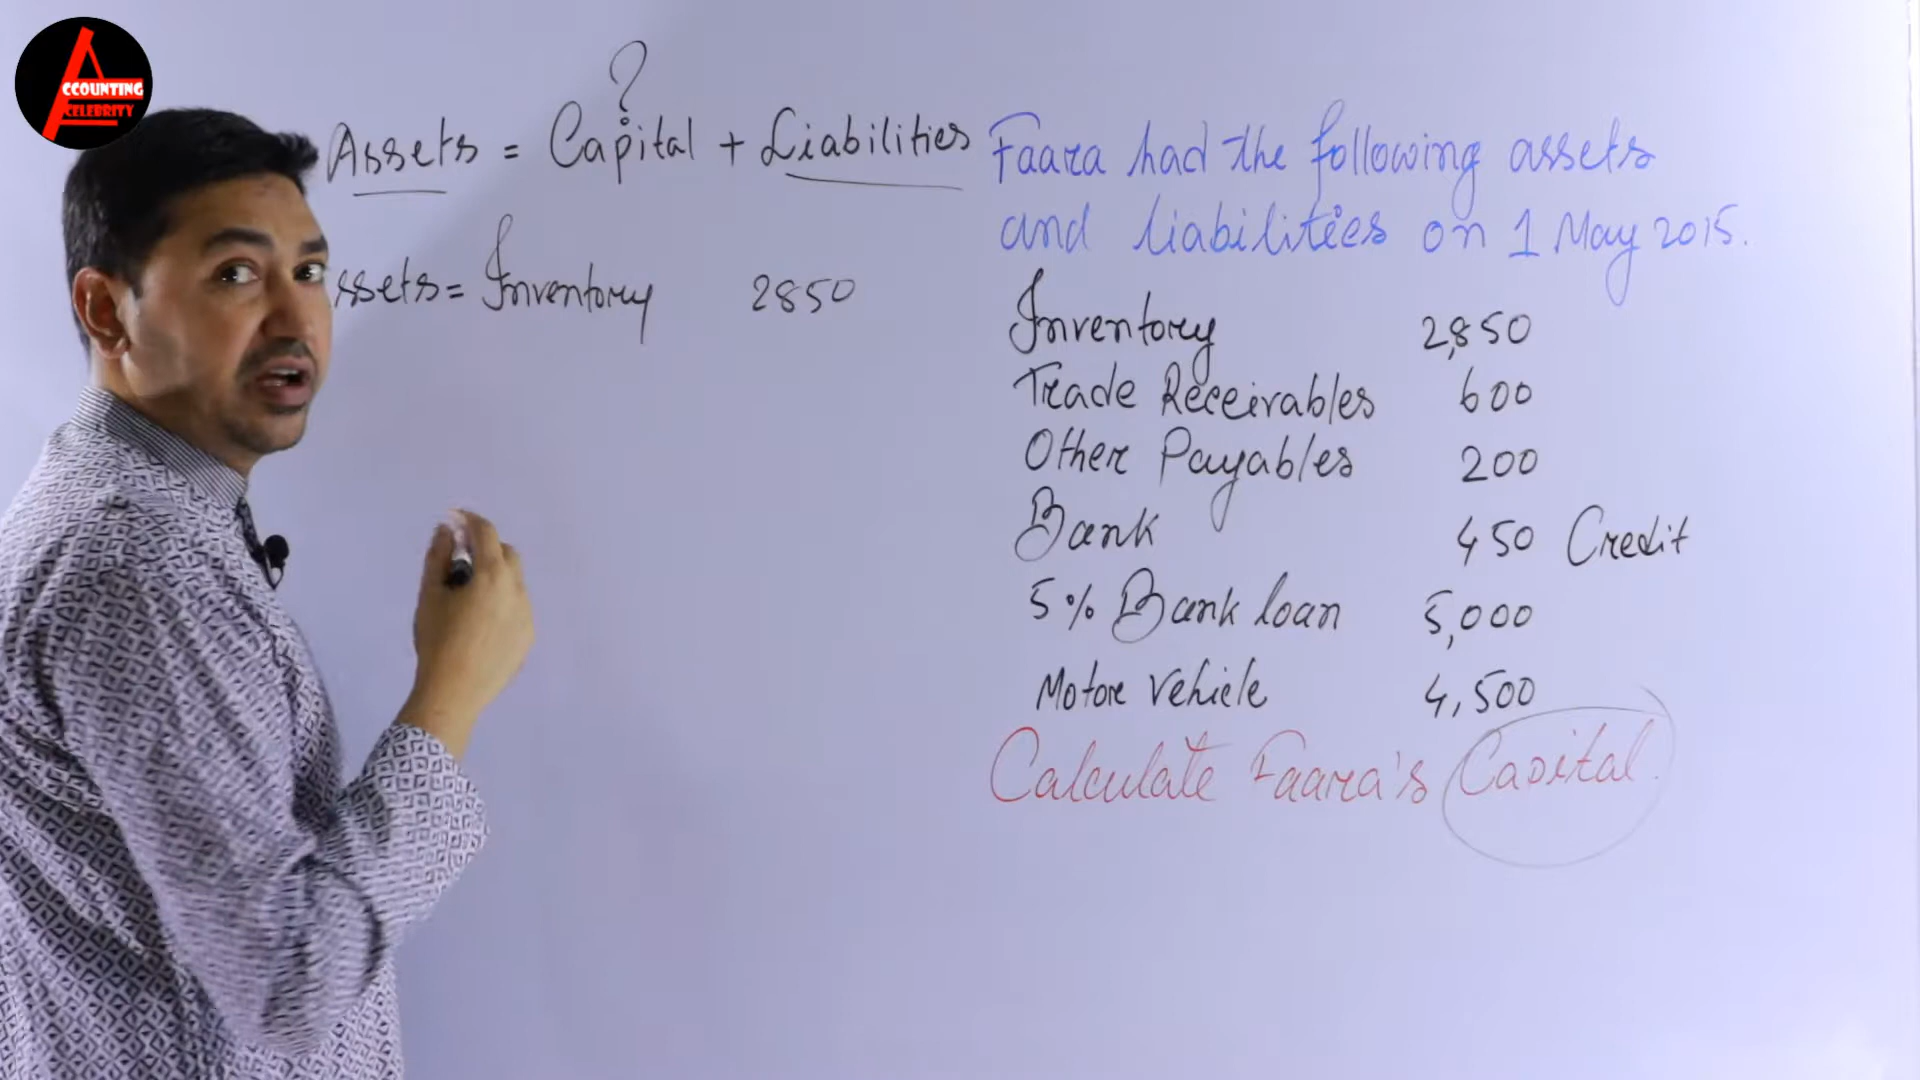 ACCOUNTING
CELEBRITY
?
Assets = Capital + Liabilities
ssets = Inventory 2850
Faara had the following assets
and liabilities on 1 May 2015.
Inventory 2,850
Trade Receivables 600
Other Payables 200
Bank 450 Credit
5% Bank loan 5,000
Motor Vehicle 4,500
Calculate Faara's Capital.